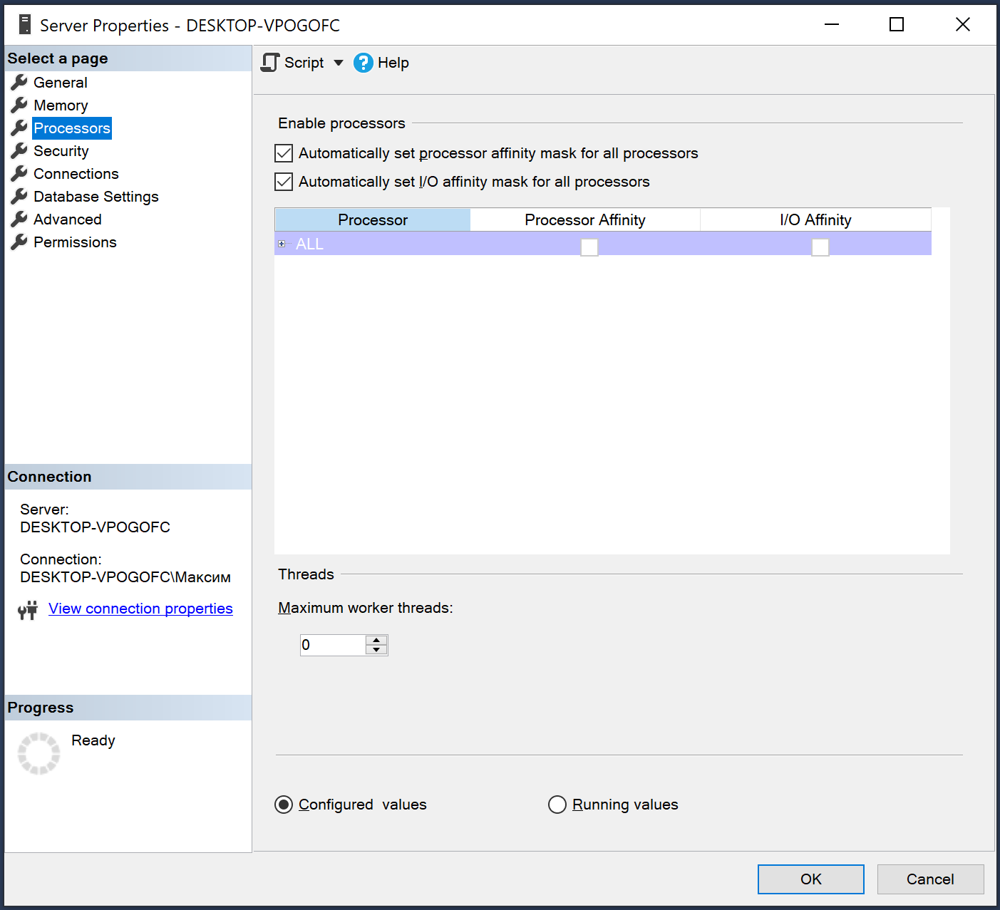 Server Properties - DESKTOP-VPOGOFC
Select a page
General
Memory
Processors
Security
Connections
Database Settings
Advanced
Permissions
Connection
Server:
DESKTOP-VPOGOFC
Connection:
DESKTOP-VPOGOFC\Максим
View connection properties
Progress
Ready
Script
Help
Enable processors
Automatically set processor affinity mask for all processors
Automatically set I/O affinity mask for all processors
Processor Processor Affinity I/O Affinity
ALL
Threads
Maximum worker threads:
0
Configured values Running values
OK Cancel